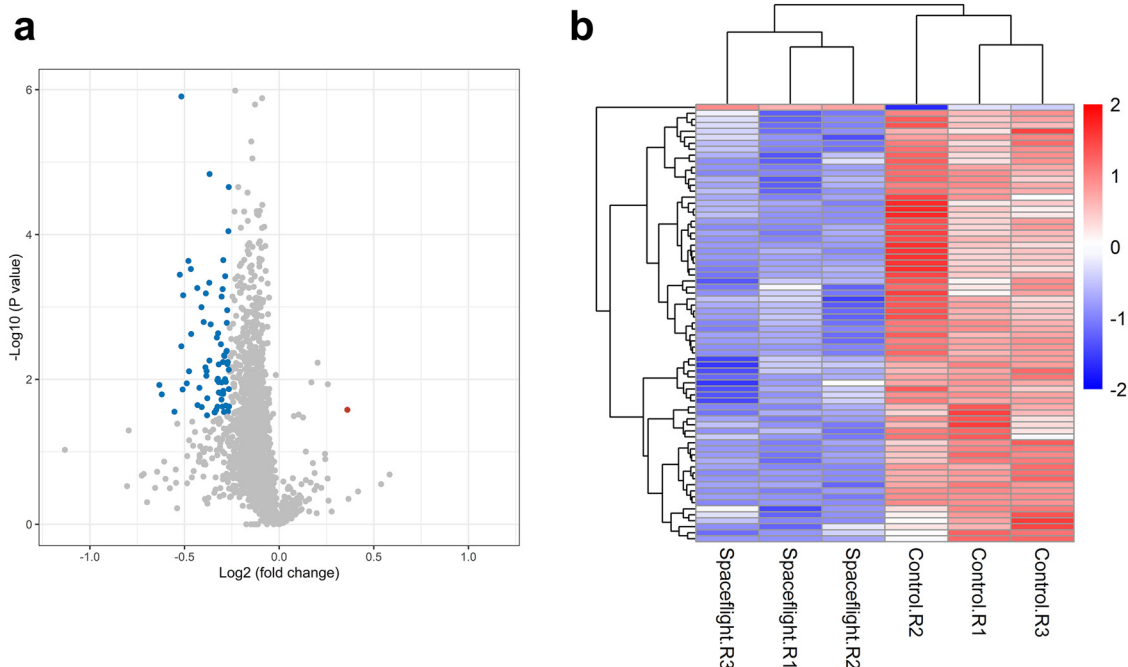 a
b
6
4
2
0
-Log10 (P value)
-1.0
-0.5
0.0
0.5
1.0
Log2 (fold change)
2
1
0
-1
-2
Spaceflight.R3
Spaceflight.R1
Spaceflight.R2
Control.R2
Control.R1
Control.R3